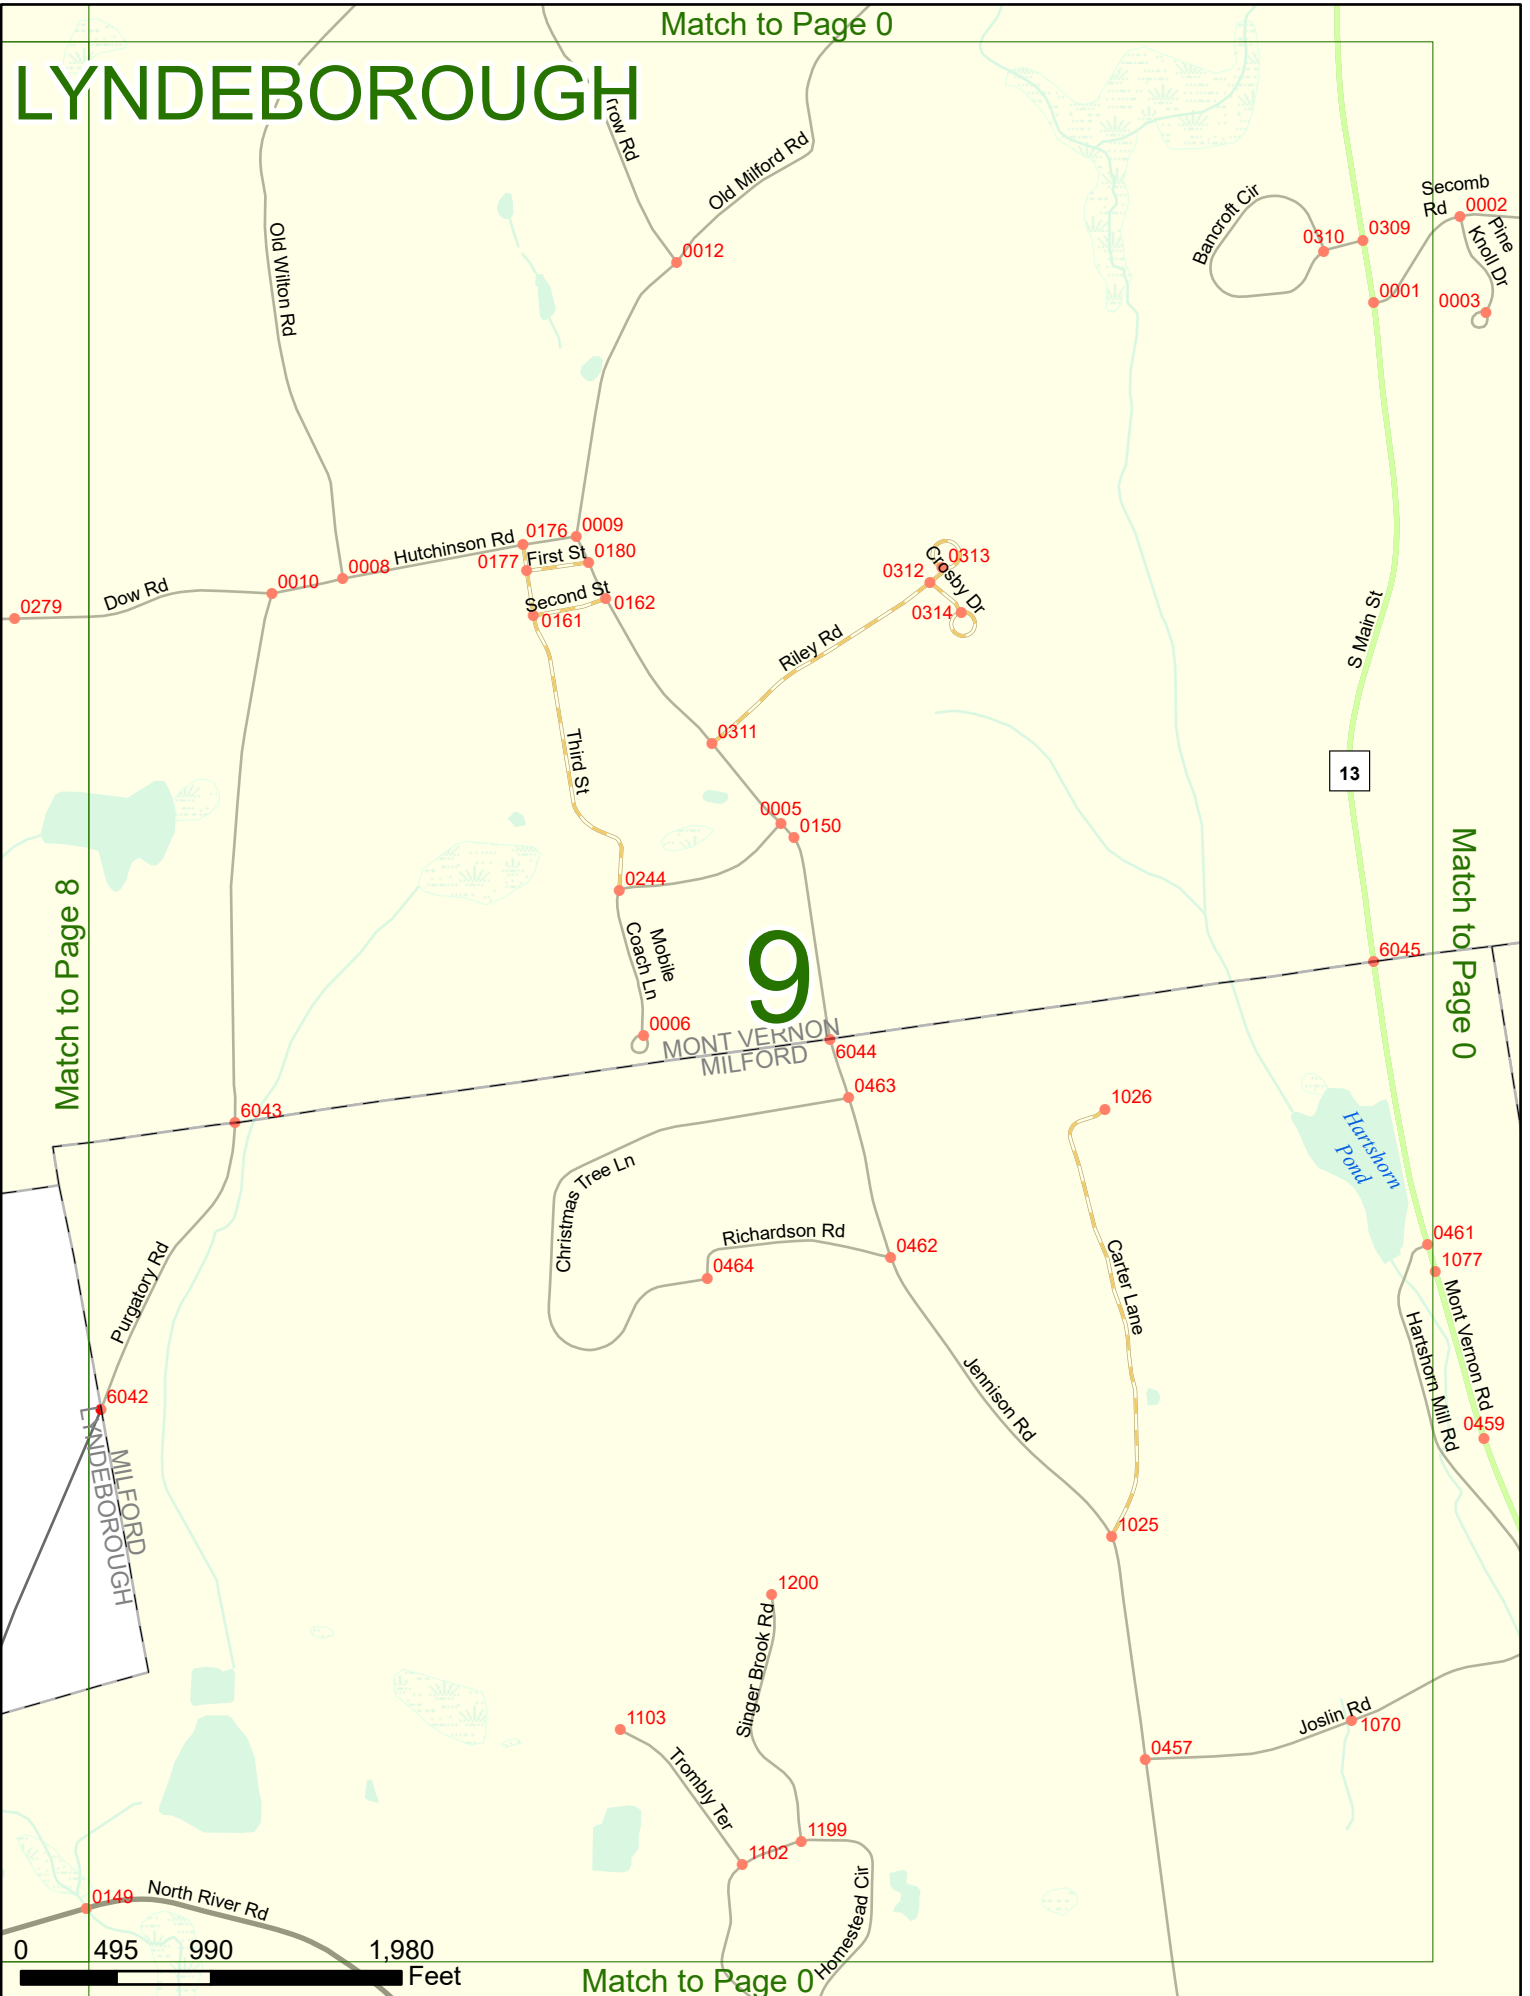 Match to Page 0
LYNDEBOROUGH
row Rd
Old Milford Rd
Secomb
Rd
0002
Bancroft Cir
Pine
Knoll Dr
0310
0309
Old Wilton Rd
0012
0001
0003
0176
0009
Hutchinson Rd
First St
0180
0177
0313
Crosby Dr
0312
0008
0010
Dow Rd
Second St
0162
0314
0279
0161
Riley Rd
S Main St
0311
Third St
13
0005
0150
0244
Match to Page 8
Match to Page 0
Mobile
Coach Ln
9
6045
0006
MONT VERNON
MILFORD
6044
0463
1026
6043
Hartshorn
Pond
Christmas Tree Ln
Richardson Rd
0462
0464
0461
1077
Purgatory Rd
Carter Lane
Mont Vernon Rd
Hartshorn Mill Rd
Jennison Rd
6042
0459
MILFORD
LYNDEBOROUGH
1025
1200
Singer Brook Rd
1103
Joslin Rd
1070
Trombly Ter
0457
1199
1102
Homestead Cir
0149
North River Rd
0 495 990 1,980
Feet
Match to Page 0